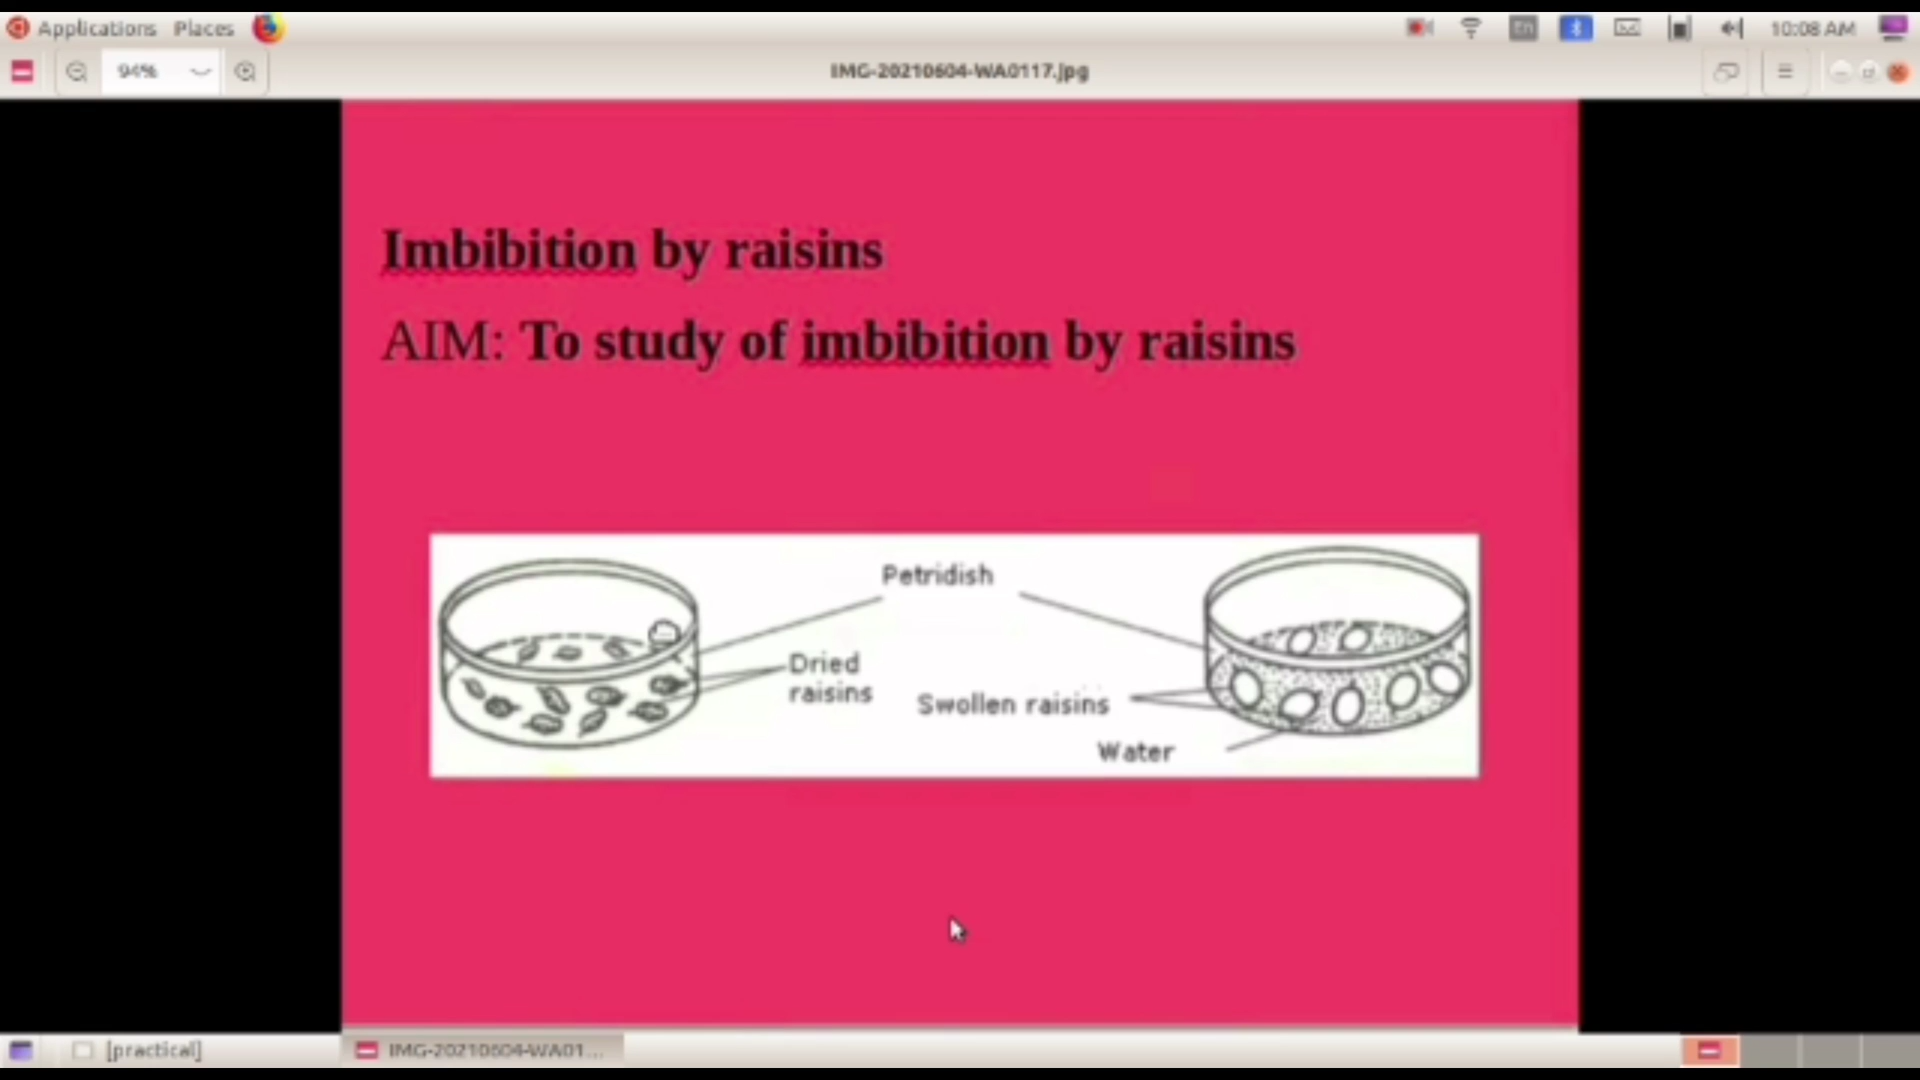 Applications Places En 10:08 AM
94% IMG-20210604-WA0117.jpg
Imbibition by raisins
AIM: To study of imbibition by raisins
Petridish
Dried
raisins
Swollen raisins
Water
[practical] IMG-20210604-WA01...